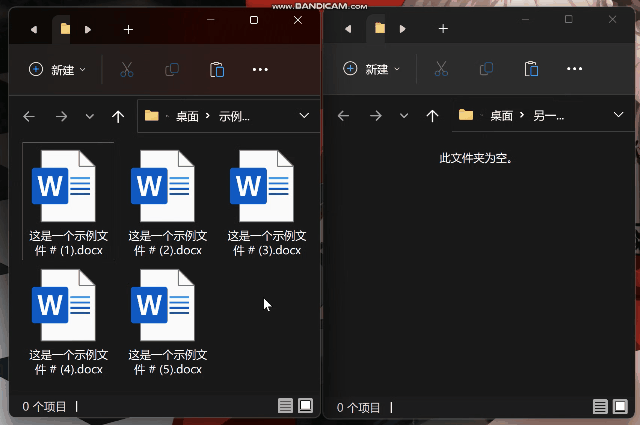 www.BANDICAM.com
新建
新建
桌面 > 示例...
桌面 > 另一...
此文件夹为空。
这是一个示例文
件 # (1).docx
这是一个示例文
件 # (2).docx
这是一个示例文
件 # (3).docx
这是一个示例文
件 # (4).docx
这是一个示例文
件 # (5).docx
0 个项目
0 个项目